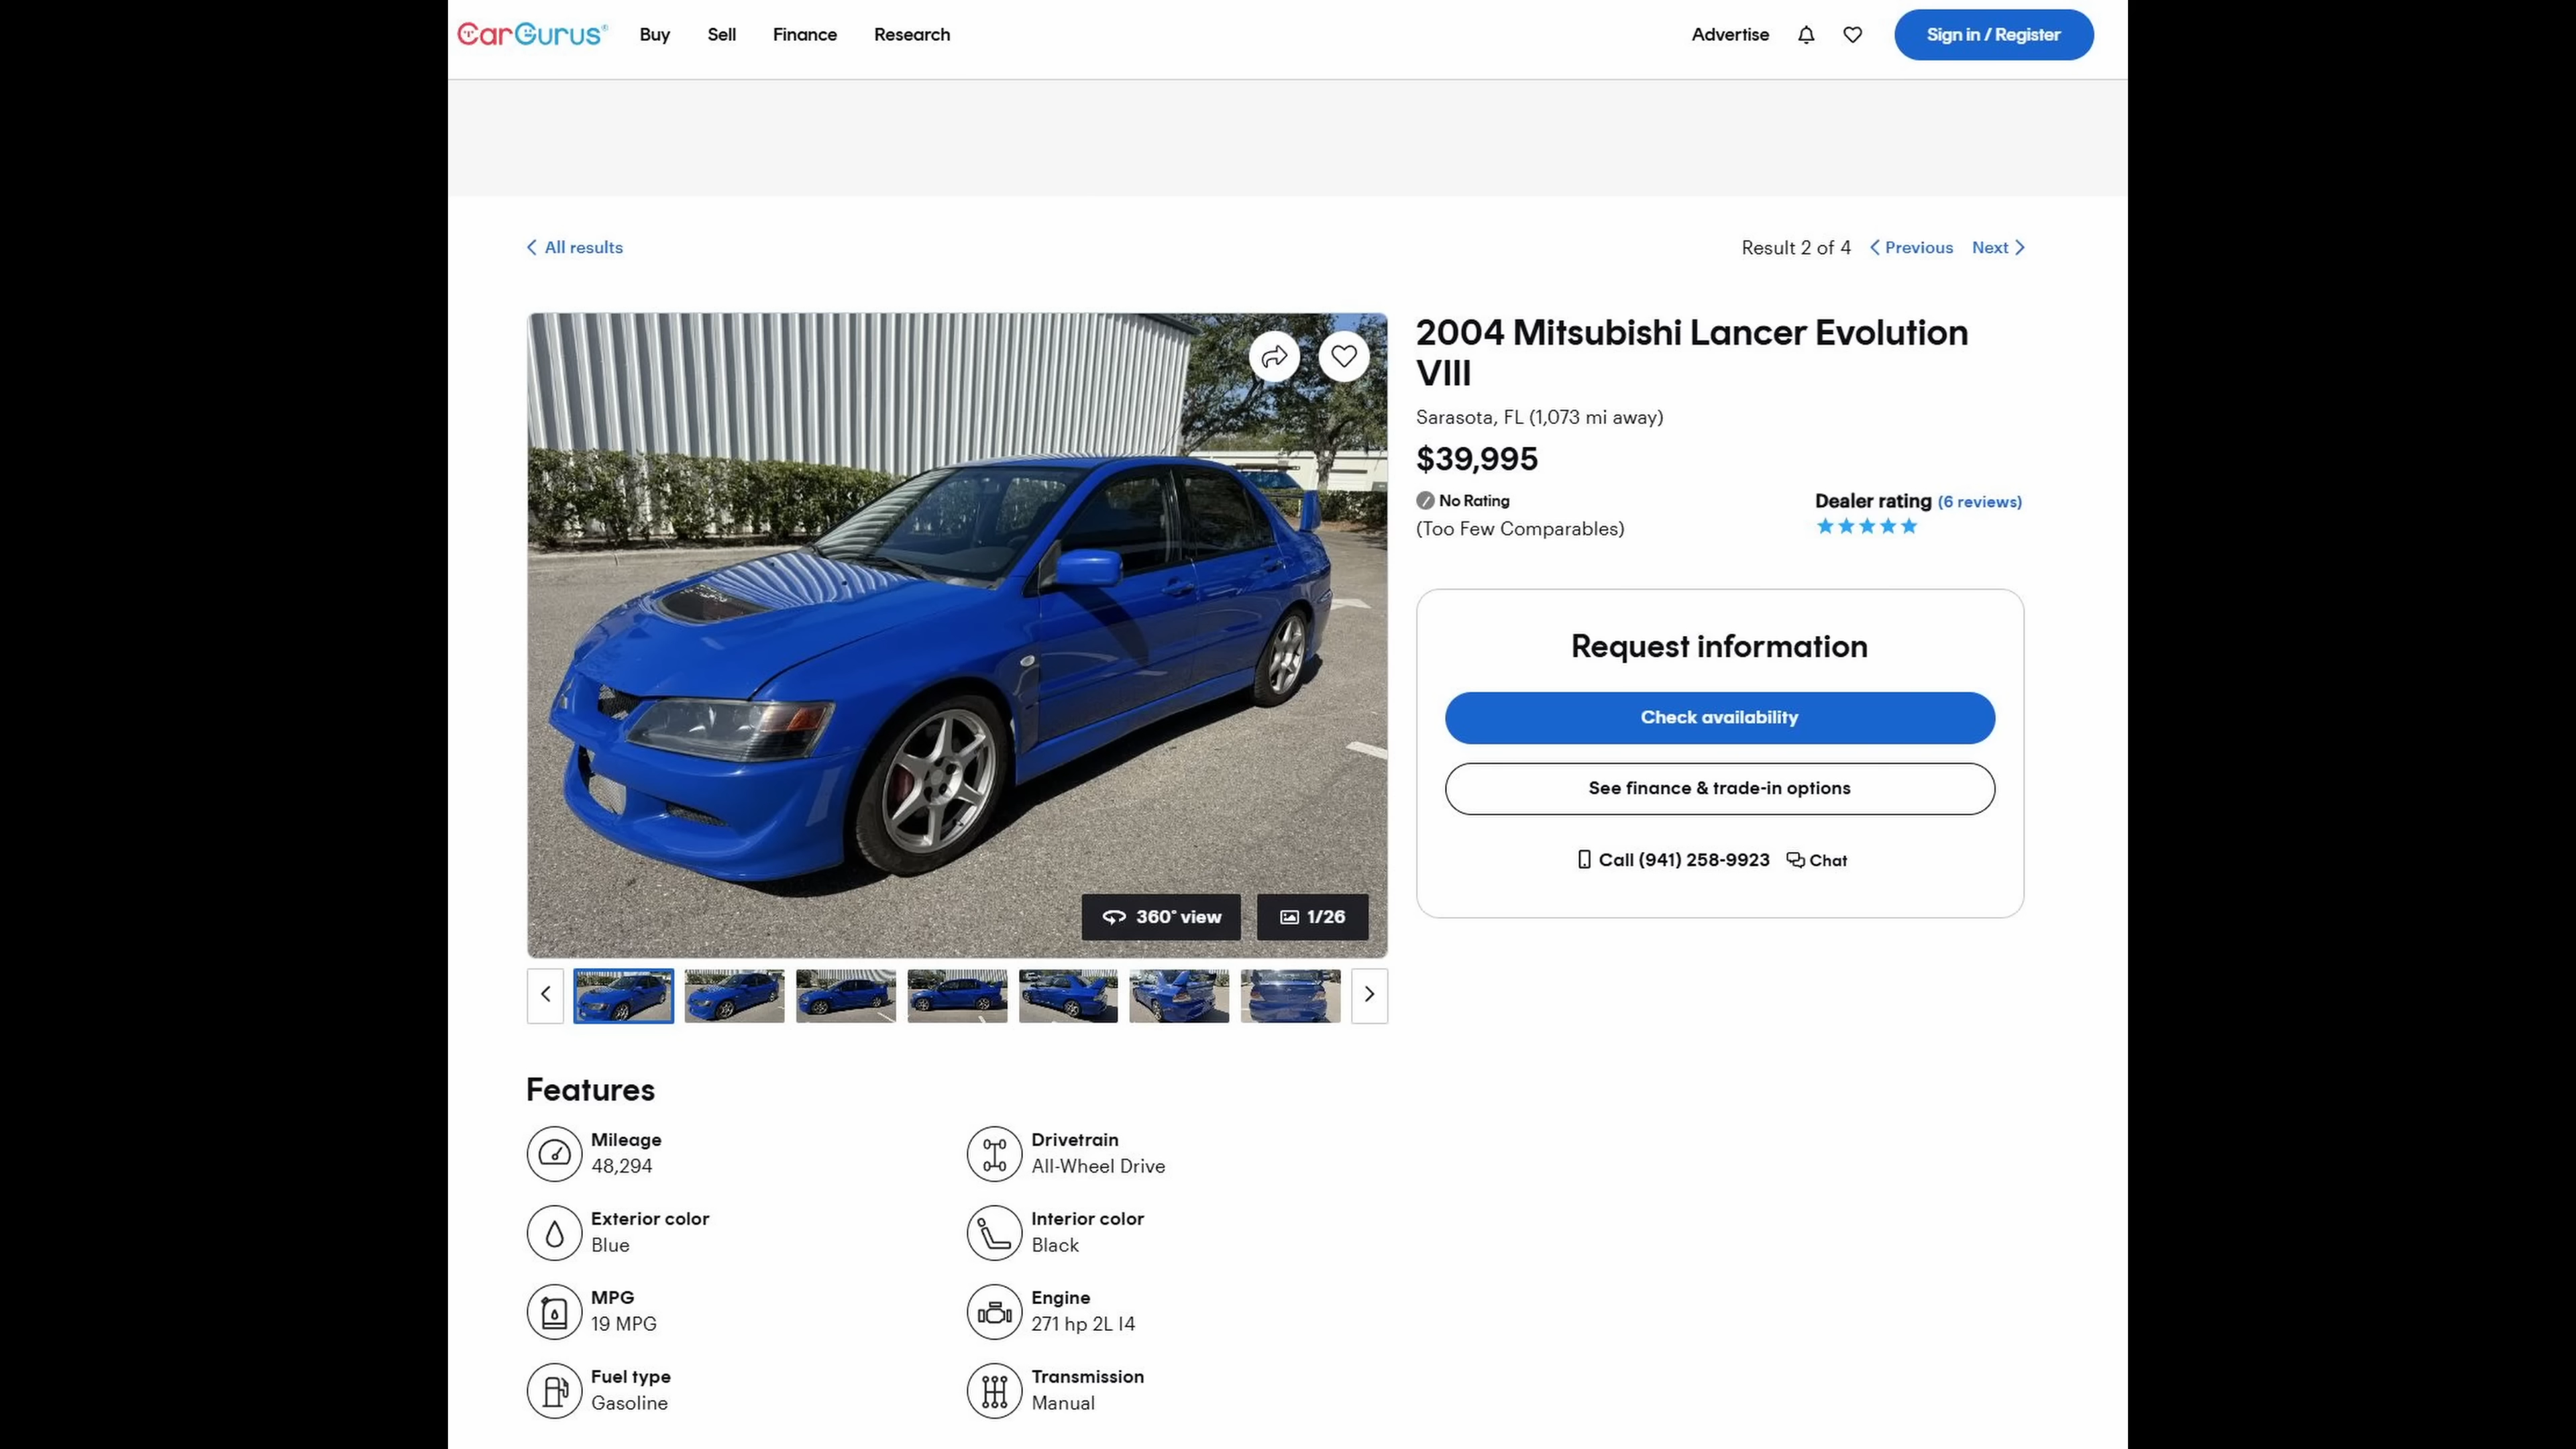 CarGurus®
Buy Sell Finance Research
Advertise
Sign in / Register
All results
Result 2 of 4 Previous Next
2004 Mitsubishi Lancer Evolution
VIII
Sarasota, FL (1,073 mi away)
$39,995
No Rating
(Too Few Comparables)
Dealer rating (6 reviews)
Request information
Check availability
See finance & trade-in options
Call (941) 258-9923 Chat
360° view
1/26
Features
Mileage
48,294
Drivetrain
All-Wheel Drive
Exterior color
Blue
Interior color
Black
MPG
19 MPG
Engine
271 hp 2L I4
Fuel type
Gasoline
Transmission
Manual